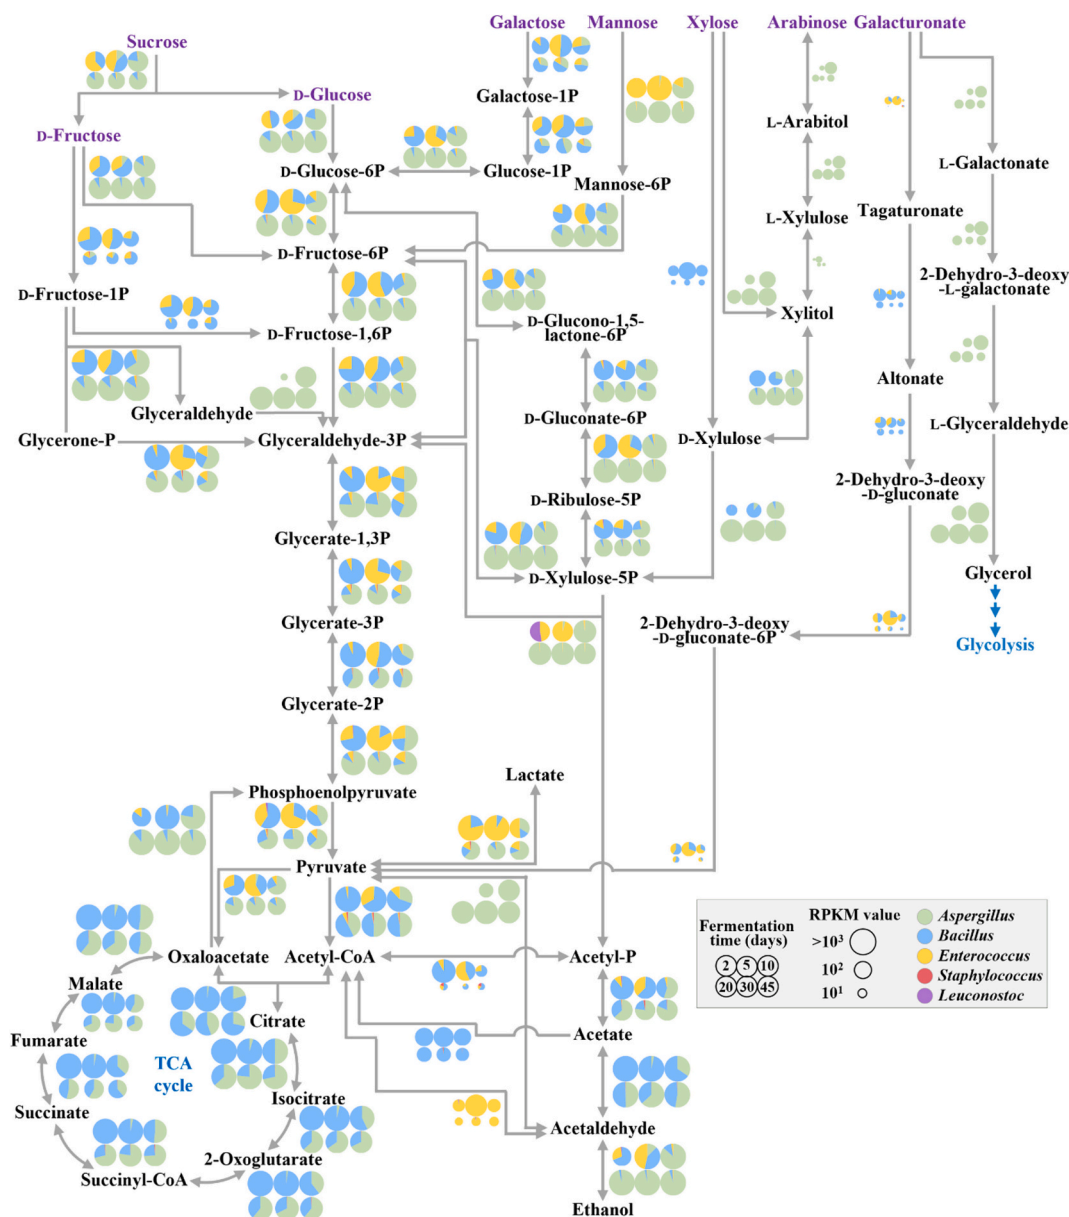 Galactose
Mannose
Xylose
Arabinose
Galacturonate
Sucrose
D-Glucose
Galactose-1P
D-Fructose
L-Arabitol
L-Galactonate
D-Glucose-6P
Glucose-1P
Mannose-6P
L-Xylulose
Tagaturonate
D-Fructose-6P
2-Dehydro-3-deoxy
-L-galactonate
D-Fructose-1P
Xylitol
D-Fructose-1,6P
D-Glucono-1,5-
lactone-6P
Altonate
Glyceraldehyde
D-Gluconate-6P
L-Glyceraldehyde
Glycerone-P
Glyceraldehyde-3P
D-Xylulose
2-Dehydro-3-deoxy
-D-gluconate
D-Ribulose-5P
Glycerate-1,3P
D-Xylulose-5P
Glycerol
Glycerate-3P
2-Dehydro-3-deoxy
-D-gluconate-6P
Glycolysis
Glycerate-2P
Lactate
Phosphoenolpyruvate
Pyruvate
Oxaloacetate
Acetyl-CoA
Acetyl-P
Fermentation
time (days)
2 5 10
20 30 45
RPKM value
>10³
10²
10¹
Aspergillus
Bacillus
Enterococcus
Staphylococcus
Leuconostoc
Malate
Citrate
Fumarate
Acetate
TCA
cycle
Isocitrate
Succinate
Acetaldehyde
2-Oxoglutarate
Succinyl-CoA
Ethanol